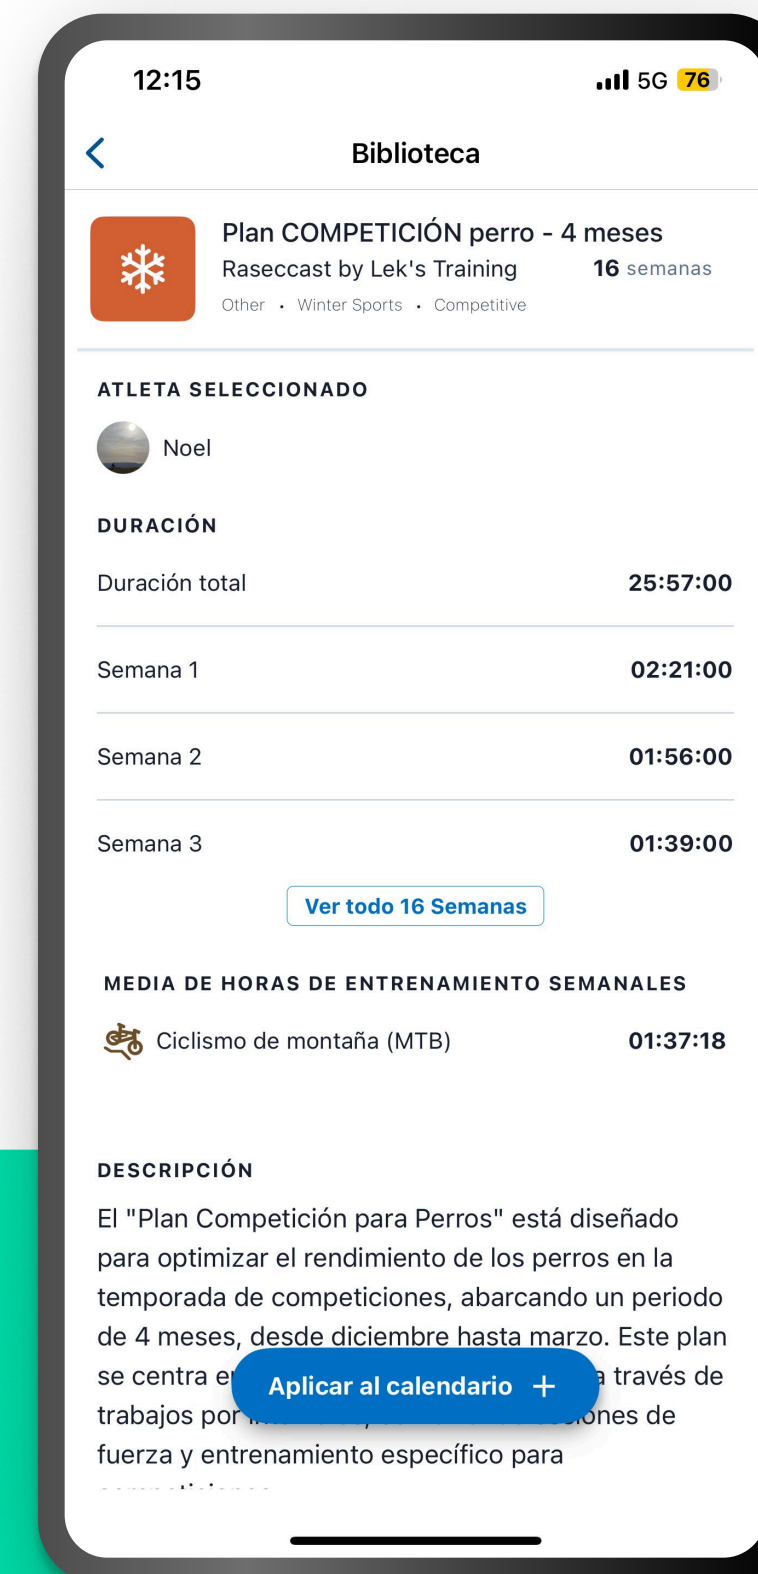 12:15
5G 76
Biblioteca
Plan COMPETICIÓN perro - 4 meses
Raseccast by Lek's Training 16 semanas
Other • Winter Sports • Competitive
ATLETA SELECCIONADO
Noel
DURACIÓN
Duración total 25:57:00
Semana 1 02:21:00
Semana 2 01:56:00
Semana 3 01:39:00
Ver todo 16 Semanas
MEDIA DE HORAS DE ENTRENAMIENTO SEMANALES
Ciclismo de montaña (MTB) 01:37:18
DESCRIPCIÓN
El "Plan Competición para Perros" está diseñado
para optimizar el rendimiento de los perros en la
temporada de competiciones, abarcando un periodo
de 4 meses, desde diciembre hasta marzo. Este plan
se centra a través de
Aplicar al calendario +
trabajos por de
fuerza y entrenamiento específico para